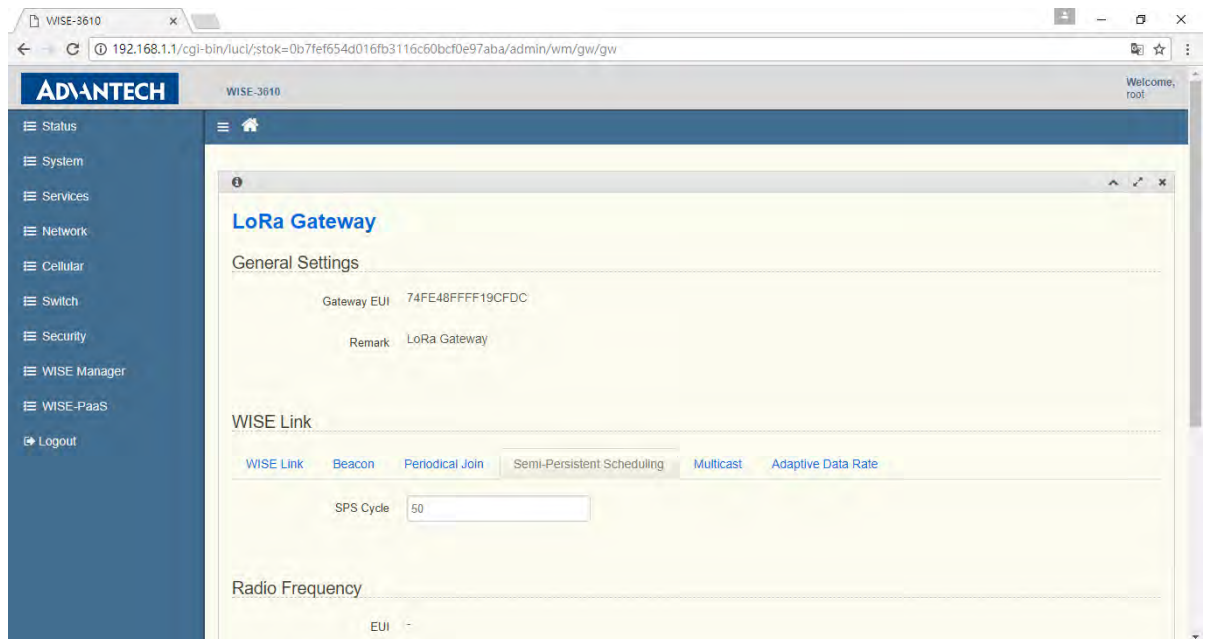 WISE-3610
192.168.1.1/cgi-bin/luci/;stok=0b7fef654d016fb3116c60bcf0e97aba/admin/wm/gw/gw
ADVANTECH
WISE-3610
Welcome,
root
Status
System
Services
Network
Cellular
Switch
Security
WISE Manager
WISE-PaaS
Logout
LoRa Gateway
General Settings
Gateway EUI 74FE48FFFF19CFDC
Remark LoRa Gateway
WISE Link
WISE Link Beacon Periodical Join Semi-Persistent Scheduling Multicast Adaptive Data Rate
SPS Cycle 50
Radio Frequency
EUI -